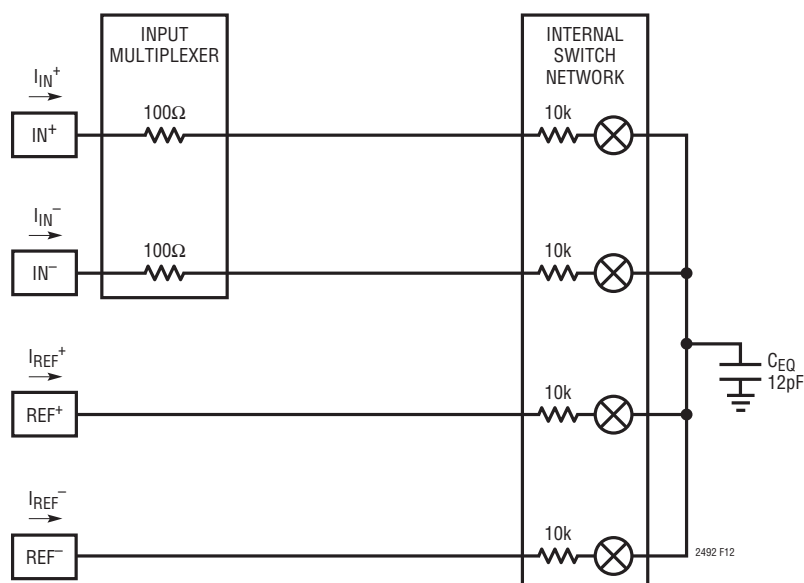 INPUT
MULTIPLEXER
INTERNAL
SWITCH
NETWORK
I_IN⁺
IN⁺
100Ω
10k
I_IN⁻
IN⁻
100Ω
10k
I_REF⁺
REF⁺
10k
C_EQ
12pF
I_REF⁻
REF⁻
10k
2492 F12